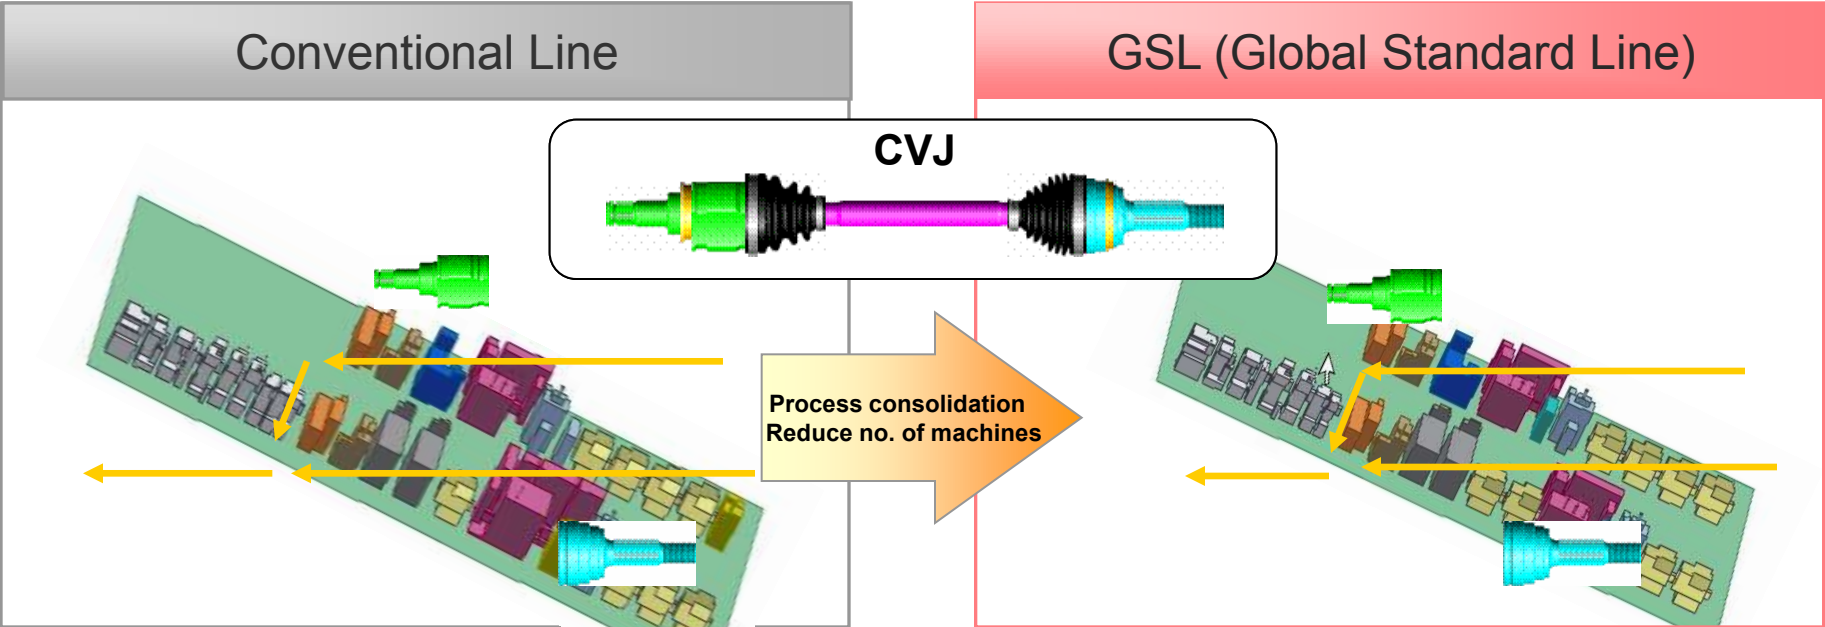 Conventional Line
GSL (Global Standard Line)
CVJ
Process consolidation
Reduce no. of machines